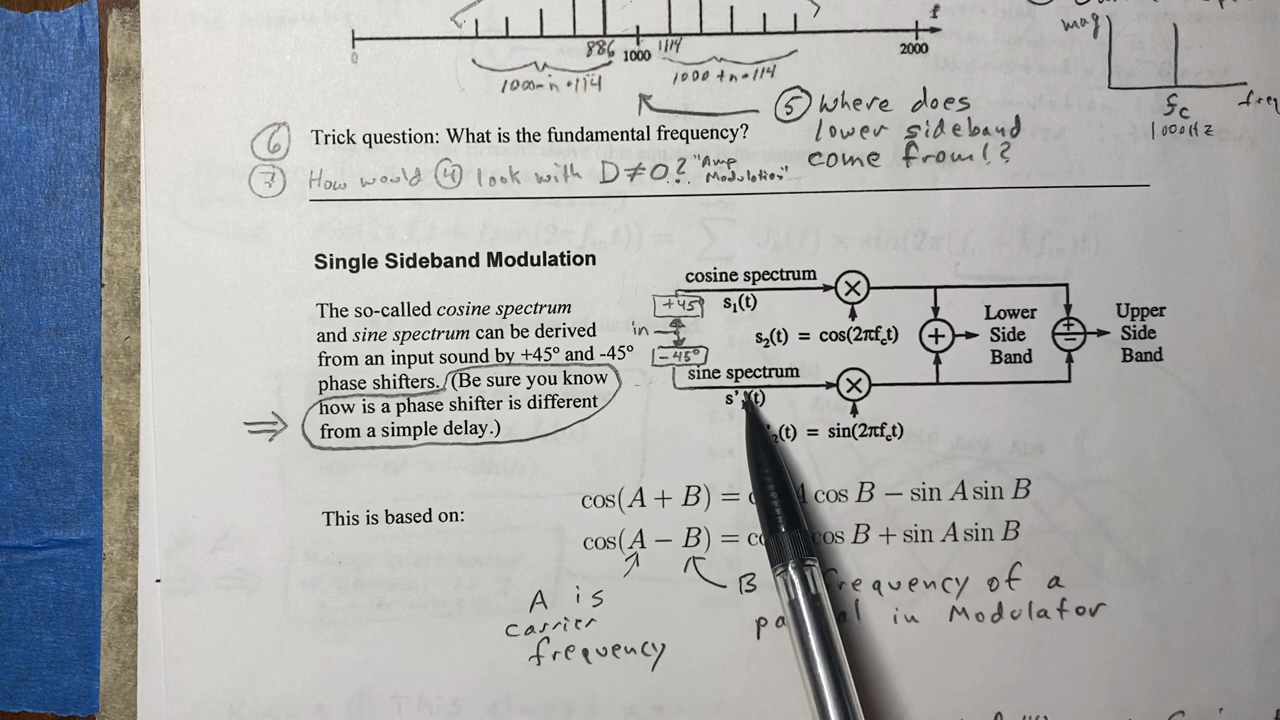 f
0
886 1000 1114
2000
1000-n•114
1000+n•114
mag
fc
1000HZ
⑤ Where does
lower sideband
come from!?
⑥ Trick question: What is the fundamental frequency?
⑦ How would ④ look with D≠0? "Amp
Modulation"
Single Sideband Modulation
The so-called cosine spectrum
and sine spectrum can be derived
from an input sound by +45° and -45°
phase shifters. (Be sure you know
how is a phase shifter is different
from a simple delay.)
cosine spectrum
+45
s₁(t)
in
s₂(t) = cos(2πf_ct)
-45°
sine spectrum
(t)
₂(t) = sin(2πf_ct)
Lower
Side
Band
Upper
Side
Band
This is based on:
cos(A + B) = cos B − sin A sin B
cos(A − B) = cos B + sin A sin B
A is
carrier
frequency
B frequency of a
in Modulator